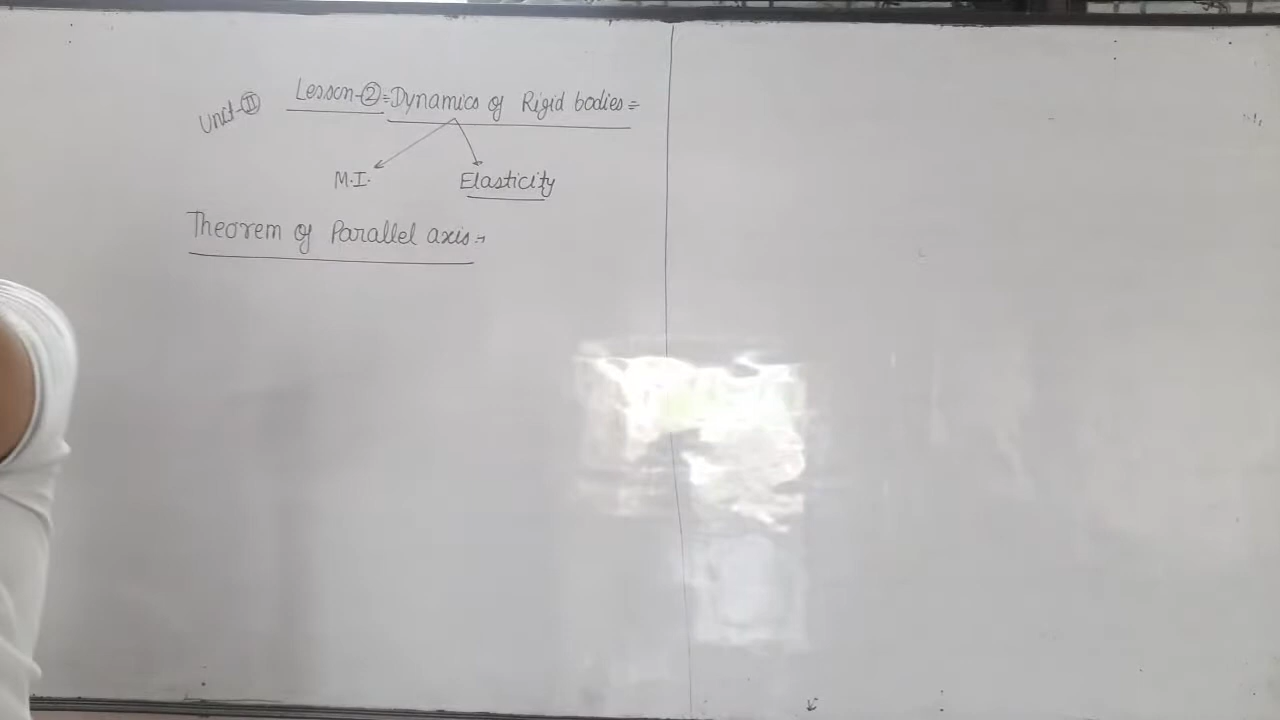 Unit-II Lesson-2:- Dynamics of Rigid bodies:-
M.I. Elasticity
Theorem of Parallel axis:-